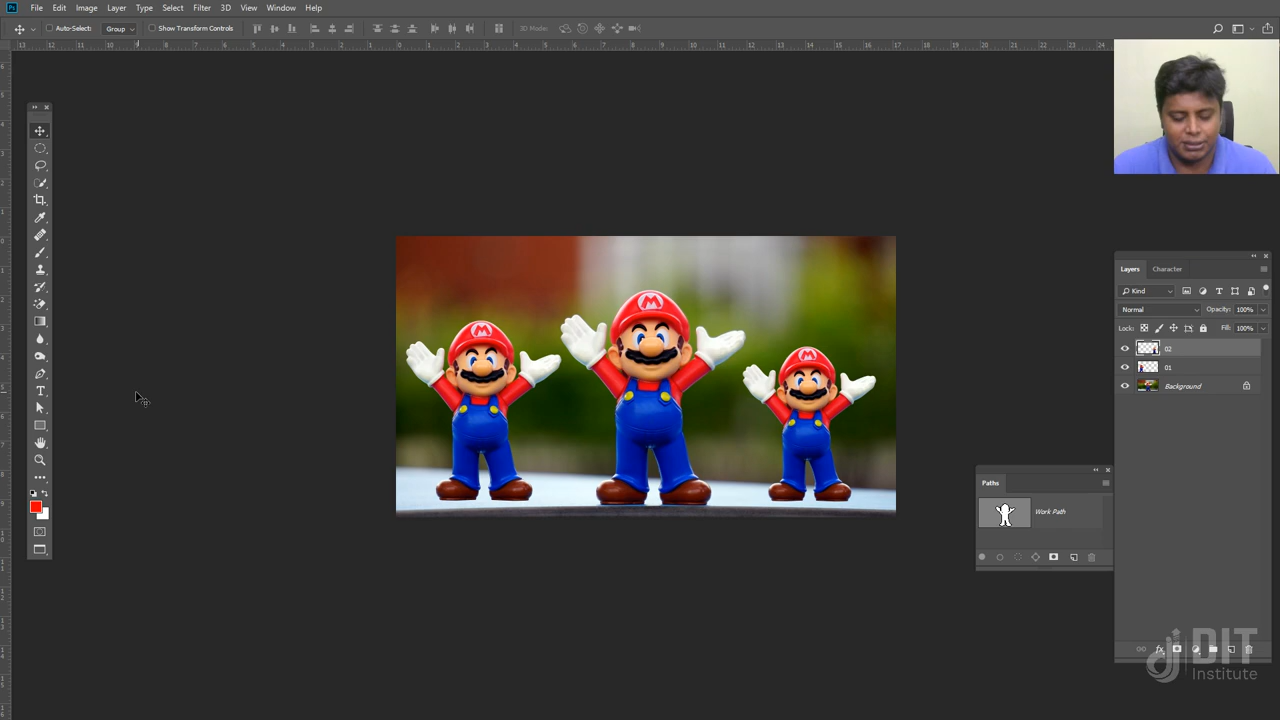 Ps File Edit Image Layer Type Select Filter 3D View Window Help
Auto-Select: Group Show Transform Controls 3D Mode:
Layers Character
Kind
Normal Opacity: 100%
Lock: Fill: 100%
02
01
Background
Paths
Work Path
M
M
M
DIT
Institute